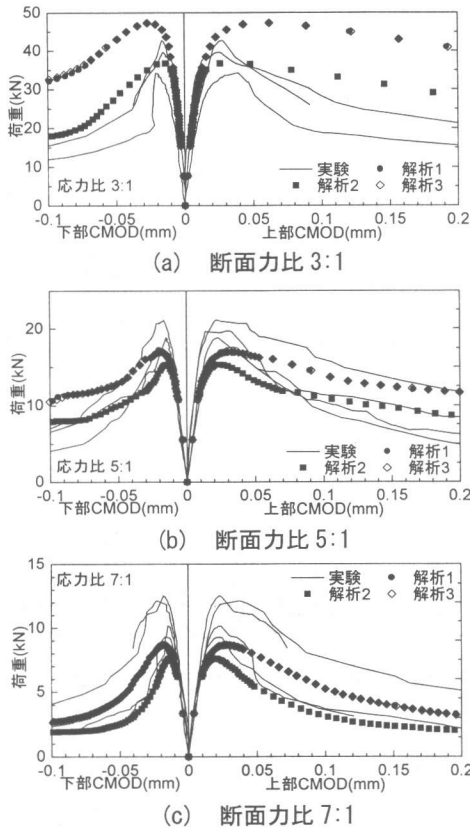 50
40
30
20
10
0
荷重(kN)
実験 解析1
解析2 解析3
応力比 3:1
-0.1 -0.05 0 0.05 0.1 0.15 0.2
下部CMOD(mm) 上部CMOD(mm)
(a) 断面力比 3:1
20
10
0
荷重(kN)
実験 解析1
解析2 解析3
応力比 5:1
-0.1 -0.05 0 0.05 0.1 0.15 0.2
下部CMOD(mm) 上部CMOD(mm)
(b) 断面力比 5:1
15
10
5
0
荷重(kN)
応力比 7:1
実験 解析1
解析2 解析3
-0.1 -0.05 0 0.05 0.1 0.15 0.2
下部CMOD(mm) 上部CMOD(mm)
(c) 断面力比 7:1